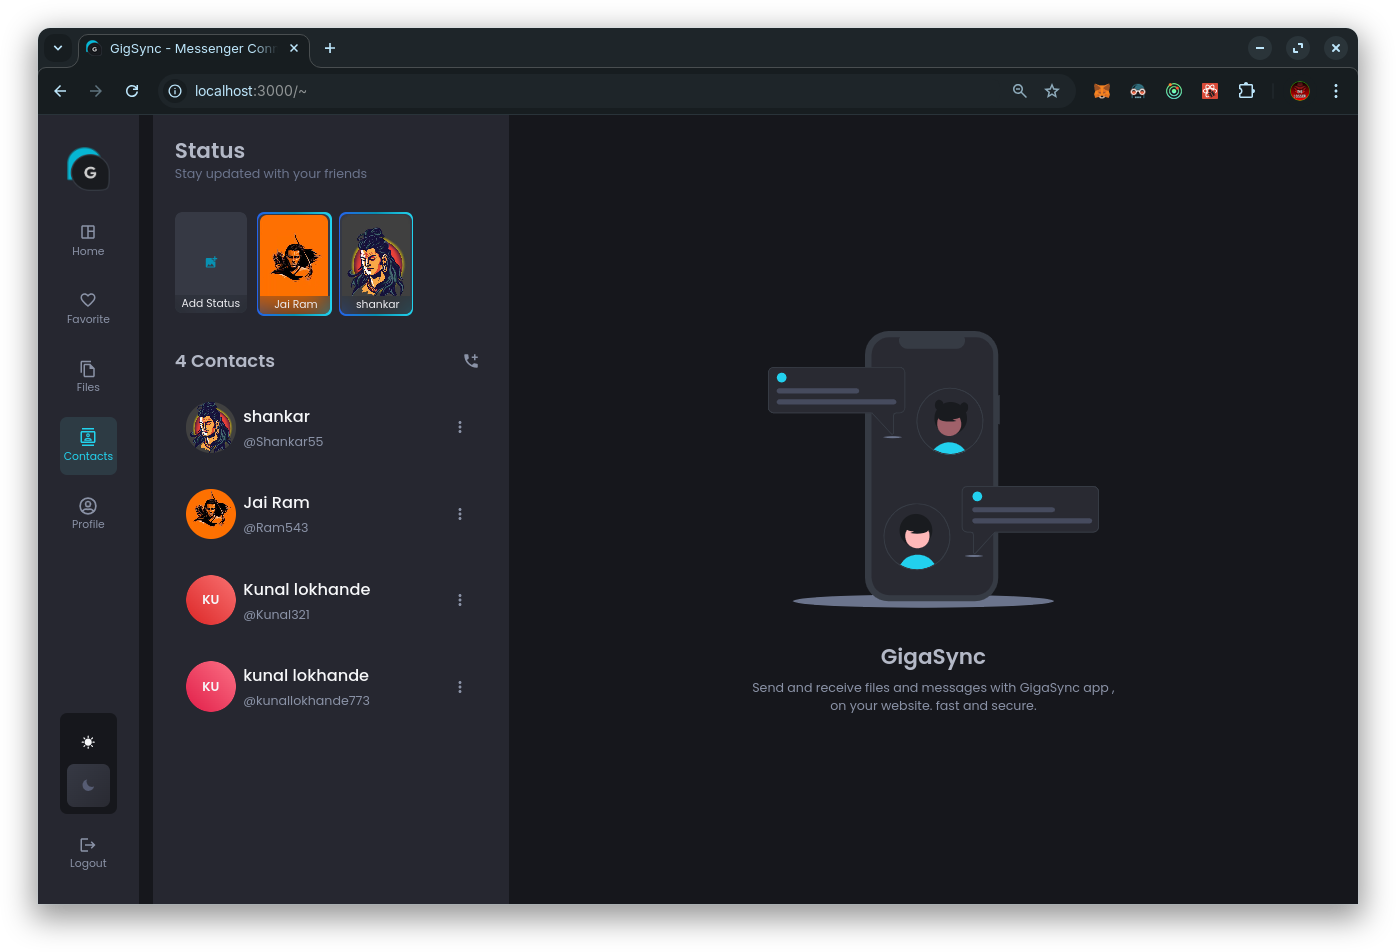 GigSync - Messenger Con
localhost:3000/~
G
Home
Favorite
Files
Contacts
Profile
Logout
Status
Stay updated with your friends
Add Status
Jai Ram
shankar
4 Contacts
shankar
@Shankar55
Jai Ram
@Ram543
KU
Kunal lokhande
@Kunal321
KU
kunal lokhande
@kunallokhande773
GigaSync
Send and receive files and messages with GigaSync app ,
on your website. fast and secure.